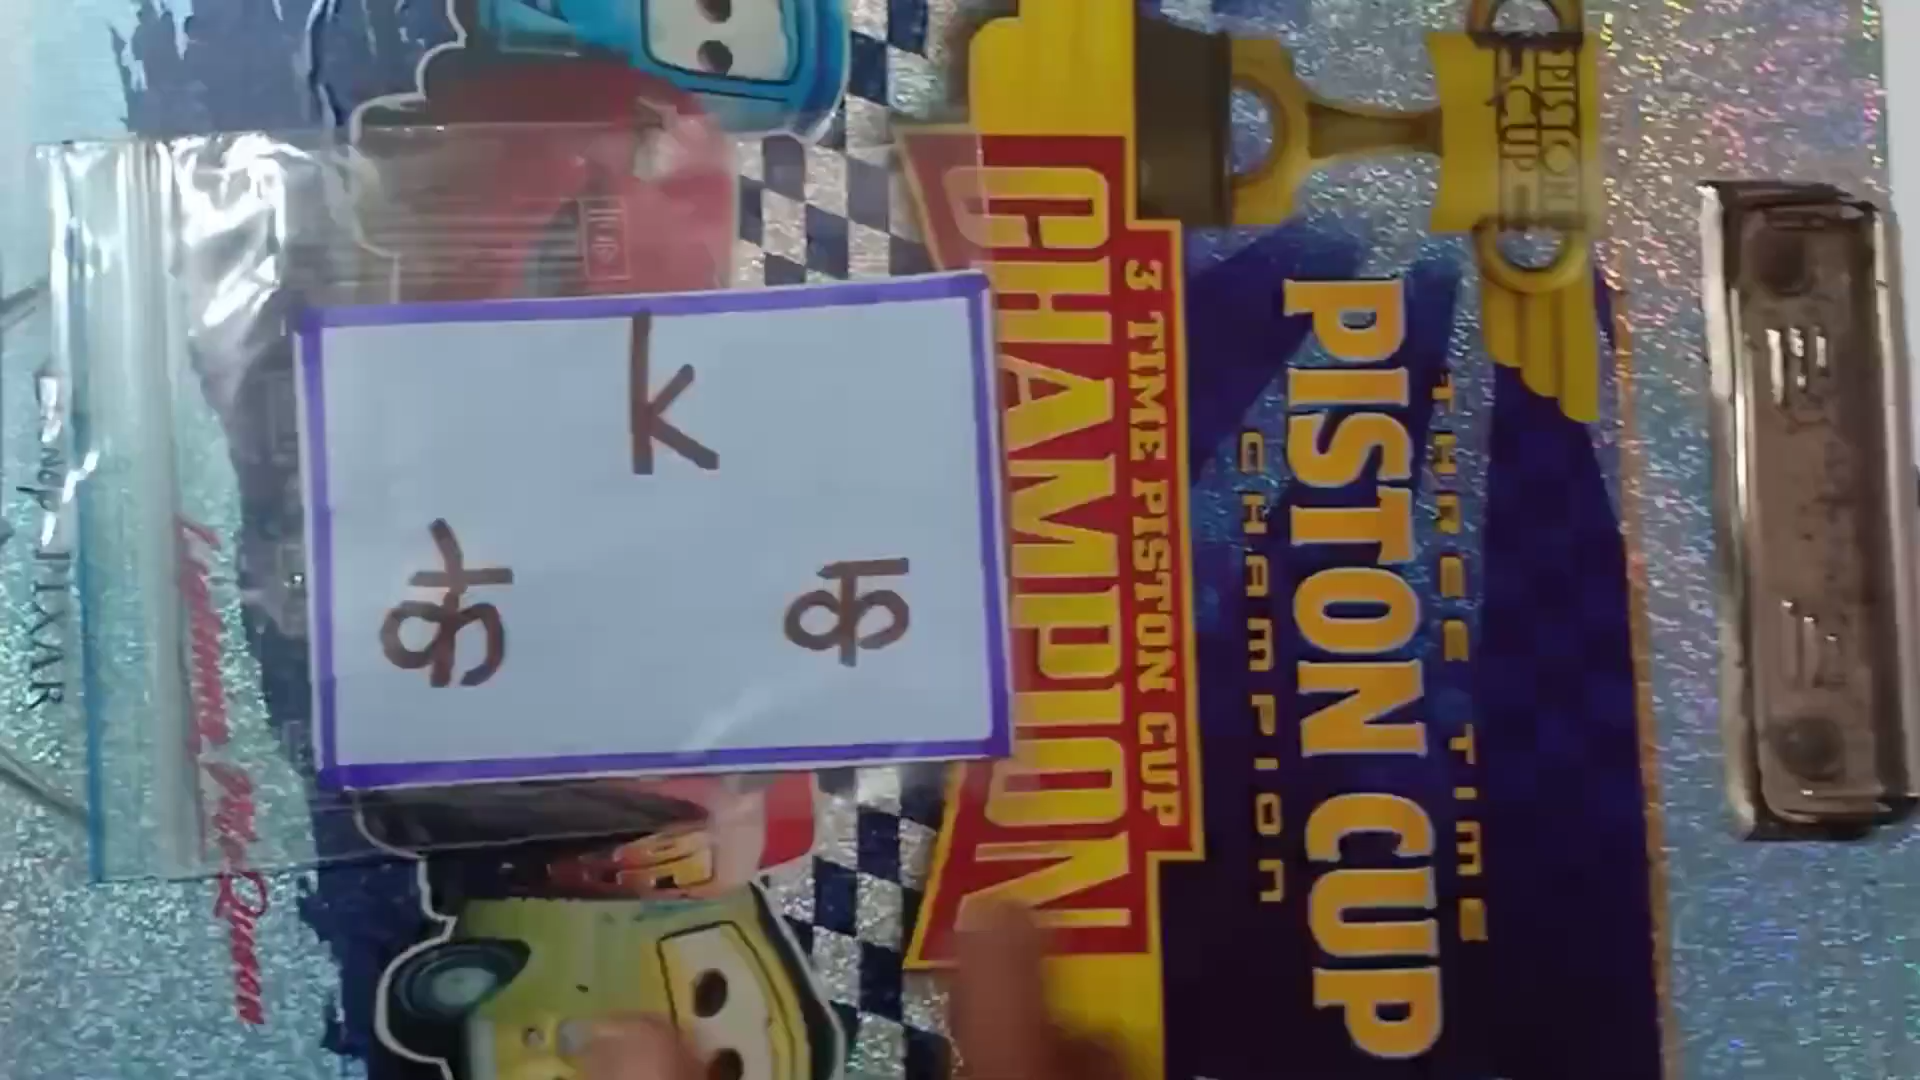 K
के क
PISTON
CUP
THREE TIME
PISTON CUP
CHAMPION
3 TIME PISTON CUP
CHAMPION
PIXAR